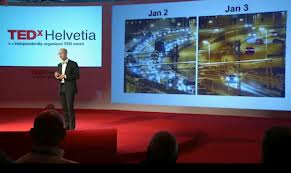 TEDxHelvetia
x = independently organized TED event
Jan 2
Jan 3